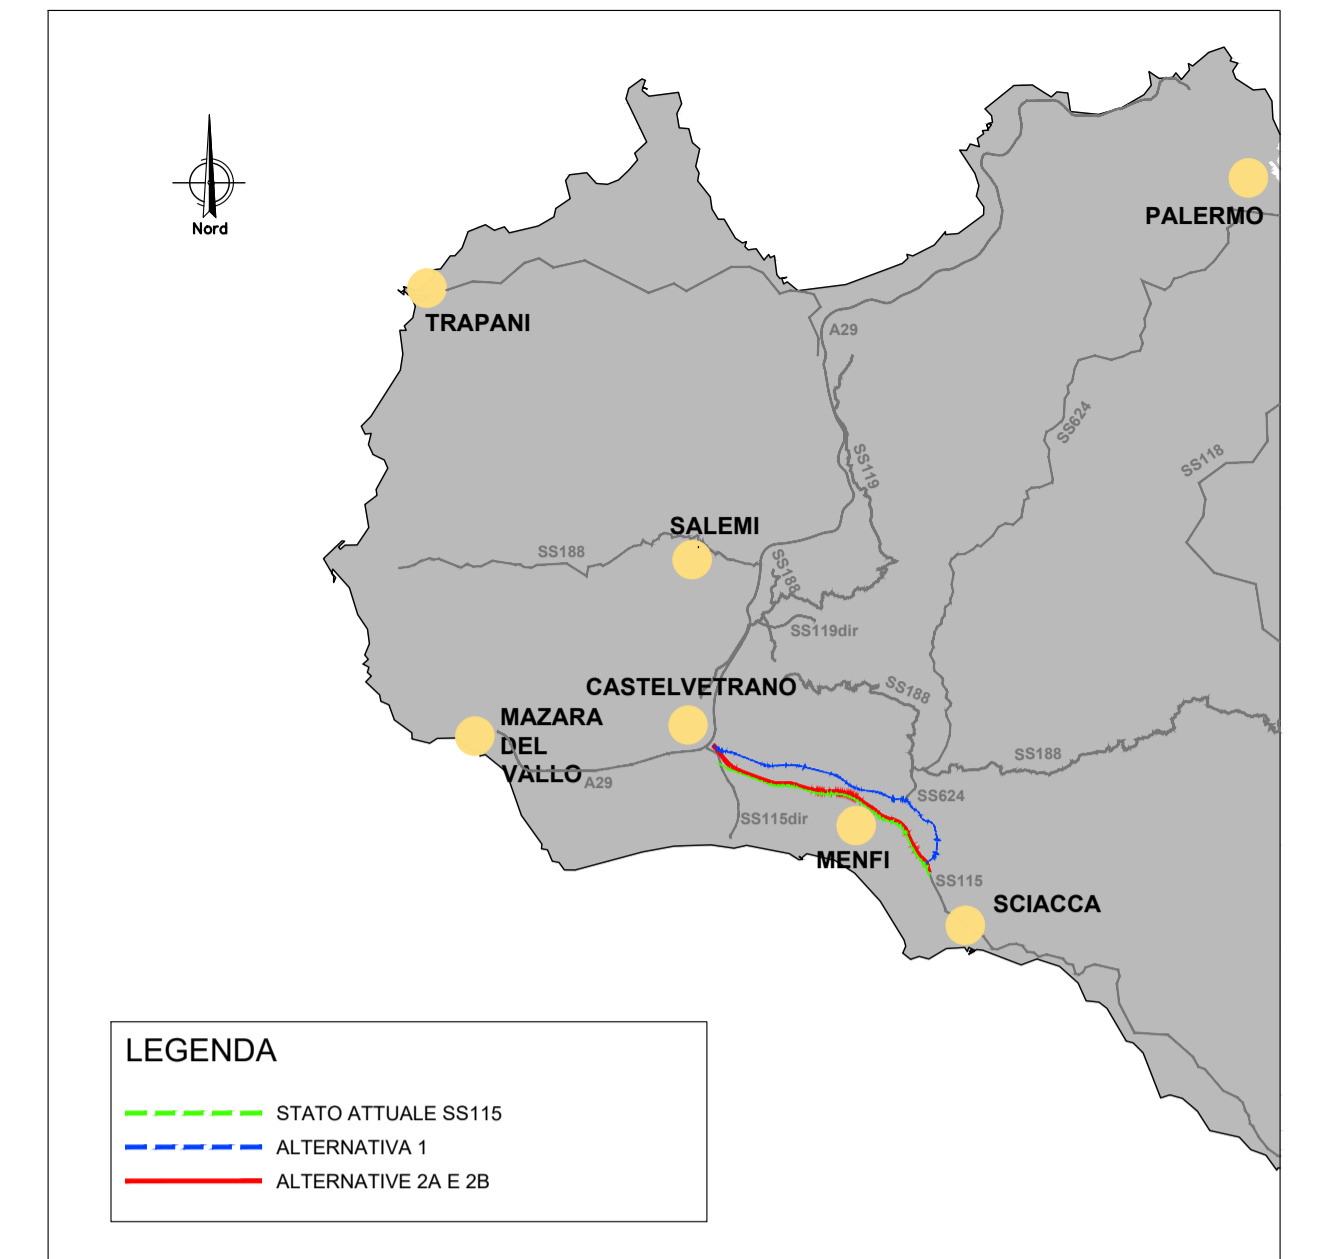 Nord
PALERMO
TRAPANI
A29
SS624
SS118
SS119
SALEMI
SS188
SS188
SS119dir
CASTELVETRANO
SS188
MAZARA
DEL
VALLO
A29
SS188
SS624
SS115dir
MENFI
SS115
SCIACCA
LEGENDA
STATO ATTUALE SS115
ALTERNATIVA 1
ALTERNATIVE 2A E 2B